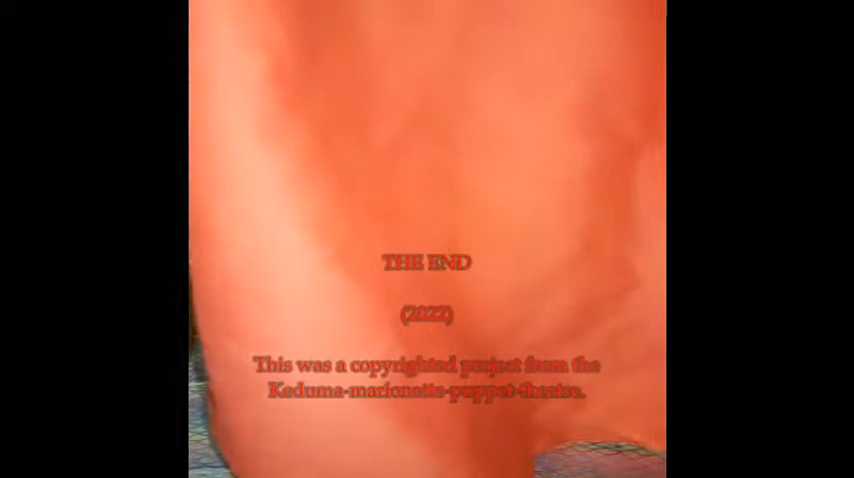 THE END
(2022)
This was a copyrighted project from the
Keduma-marionette-puppet-theatre.